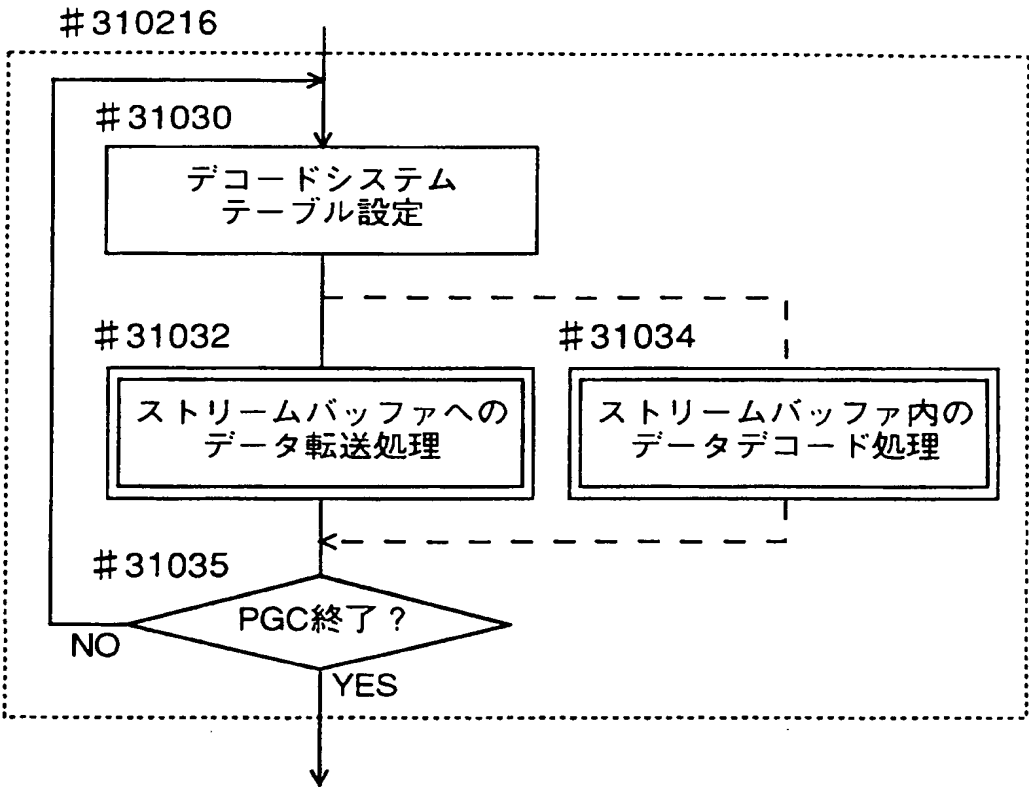 #310216
#31030
デコードシステム
テーブル設定
#31032
#31034
ストリームバッファへの
データ転送処理
ストリームバッファ内の
データデコード処理
#31035
PGC終了?
NO
YES